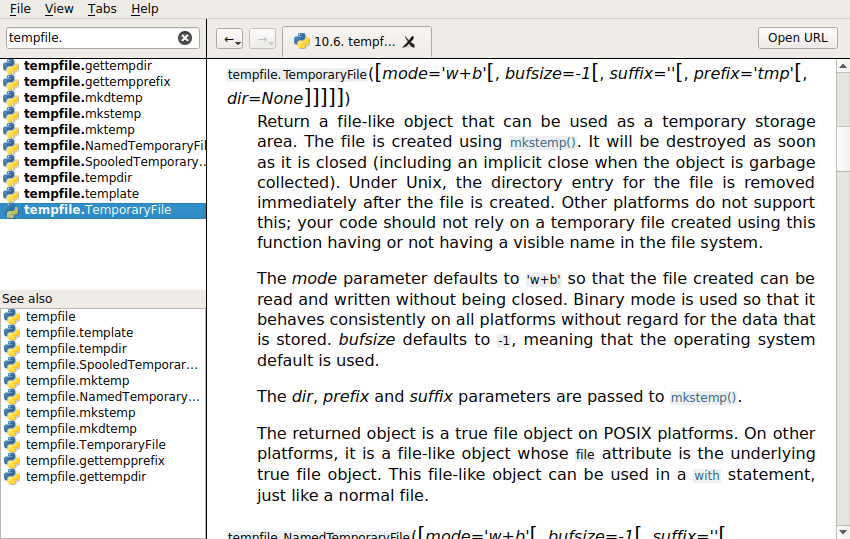 File View Tabs Help
tempfile.
10.6. tempf...
Open URL
tempfile.gettempdir
tempfile.gettempprefix
tempfile.mkdtemp
tempfile.mkstemp
tempfile.mktemp
tempfile.NamedTemporaryFil
tempfile.SpooledTemporary...
tempfile.tempdir
tempfile.template
tempfile.TemporaryFile
See also
tempfile
tempfile.template
tempfile.tempdir
tempfile.SpooledTemporar...
tempfile.mktemp
tempfile.NamedTemporary...
tempfile.mkstemp
tempfile.mkdtemp
tempfile.TemporaryFile
tempfile.gettempprefix
tempfile.gettempdir
tempfile.TemporaryFile([mode='w+b'[, bufsize=-1[, suffix=''[, prefix='tmp'[,
dir=None]]]]])
Return a file-like object that can be used as a temporary storage
area. The file is created using mkstemp(). It will be destroyed as soon
as it is closed (including an implicit close when the object is garbage
collected). Under Unix, the directory entry for the file is removed
immediately after the file is created. Other platforms do not support
this; your code should not rely on a temporary file created using this
function having or not having a visible name in the file system.
The mode parameter defaults to 'w+b' so that the file created can be
read and written without being closed. Binary mode is used so that it
behaves consistently on all platforms without regard for the data that
is stored. bufsize defaults to -1, meaning that the operating system
default is used.
The dir, prefix and suffix parameters are passed to mkstemp().
The returned object is a true file object on POSIX platforms. On other
platforms, it is a file-like object whose file attribute is the underlying
true file object. This file-like object can be used in a with statement,
just like a normal file.
tempfile.NamedTemporaryFile([mode='w+b'[, bufsize=-1[, suffix=''[,